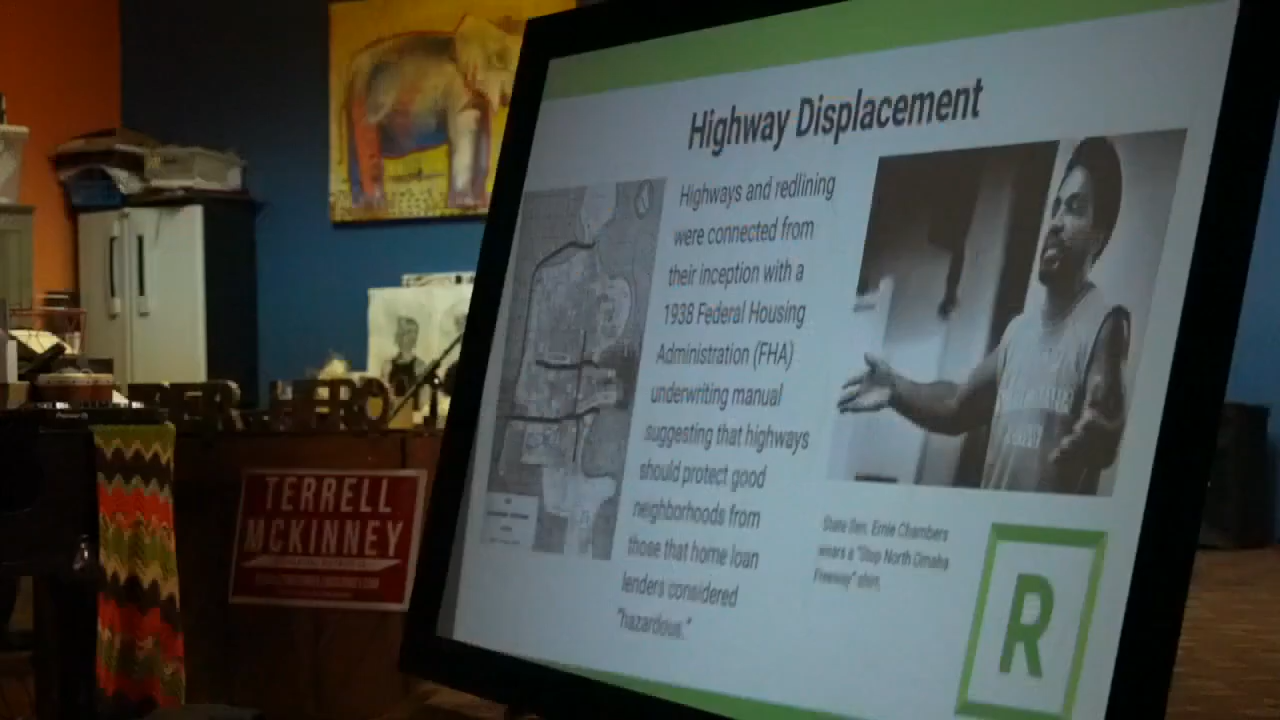 Highway Displacement
Highways and redlining
were connected from
their inception with a
1938 Federal Housing
Administration (FHA)
underwriting manual
suggesting that highways
should protect good
neighborhoods from
those that home loan
lenders considered
"hazardous."
State Sen. Ernie Chambers
wears a "Stop North Omaha
Freeway" shirt.
R
TERRELL
MCKINNEY
HERO